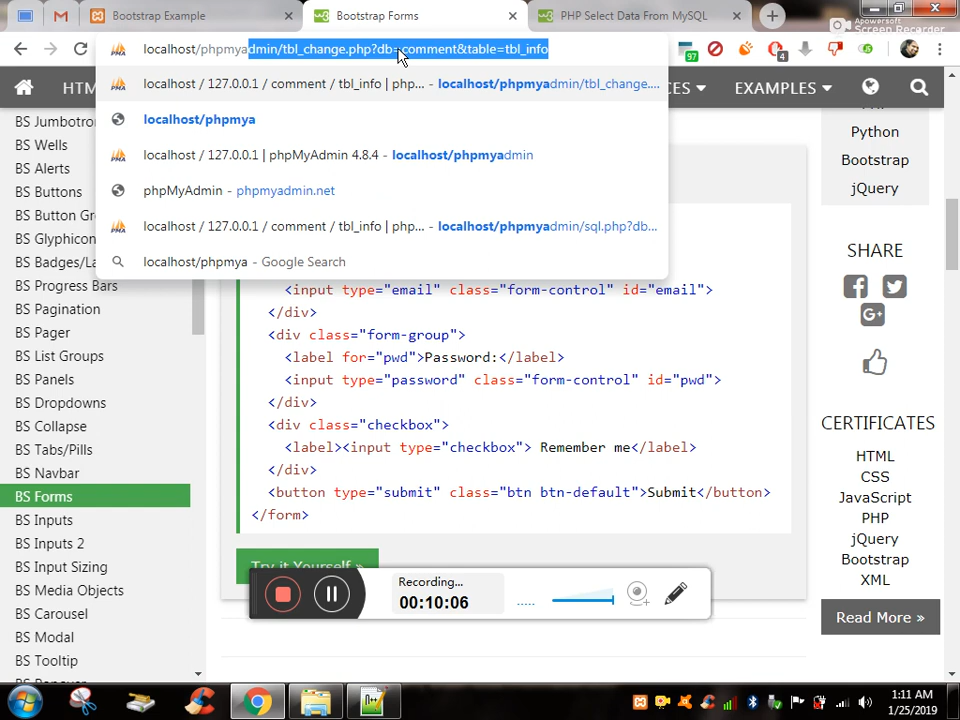 Bootstrap Example
Bootstrap Forms
PHP Select Data From MySQL
Apowersoft
localhost/phpmyadmin/tbl_change.php?db=comment&table=tbl_info
97
4
localhost / 127.0.0.1 / comment / tbl_info | php... - localhost/phpmyadmin/tbl_change....
localhost/phpmya
localhost / 127.0.0.1 | phpMyAdmin 4.8.4 - localhost/phpmyadmin
phpMyAdmin - phpmyadmin.net
localhost / 127.0.0.1 / comment / tbl_info | php... - localhost/phpmyadmin/sql.php?db...
localhost/phpmya - Google Search
HTM
CES
EXAMPLES
BS Jumbotro
BS Wells
BS Alerts
BS Buttons
BS Button Gr
BS Glyphicon
BS Badges/La
BS Progress Bars
BS Pagination
BS Pager
BS List Groups
BS Panels
BS Dropdowns
BS Collapse
BS Tabs/Pills
BS Navbar
BS Forms
BS Inputs
BS Inputs 2
BS Input Sizing
BS Media Objects
BS Carousel
BS Modal
BS Tooltip
<input type="email" class="form-control" id="email">
</div>
<div class="form-group">
<label for="pwd">Password:</label>
<input type="password" class="form-control" id="pwd">
</div>
<div class="checkbox">
<label><input type="checkbox"> Remember me</label>
</div>
<button type="submit" class="btn btn-default">Submit</button>
</form>
Try it Yourself »
Recording...
00:10:06
Python
Bootstrap
jQuery
SHARE
CERTIFICATES
HTML
CSS
JavaScript
PHP
jQuery
Bootstrap
XML
Read More »
1:11 AM
1/25/2019